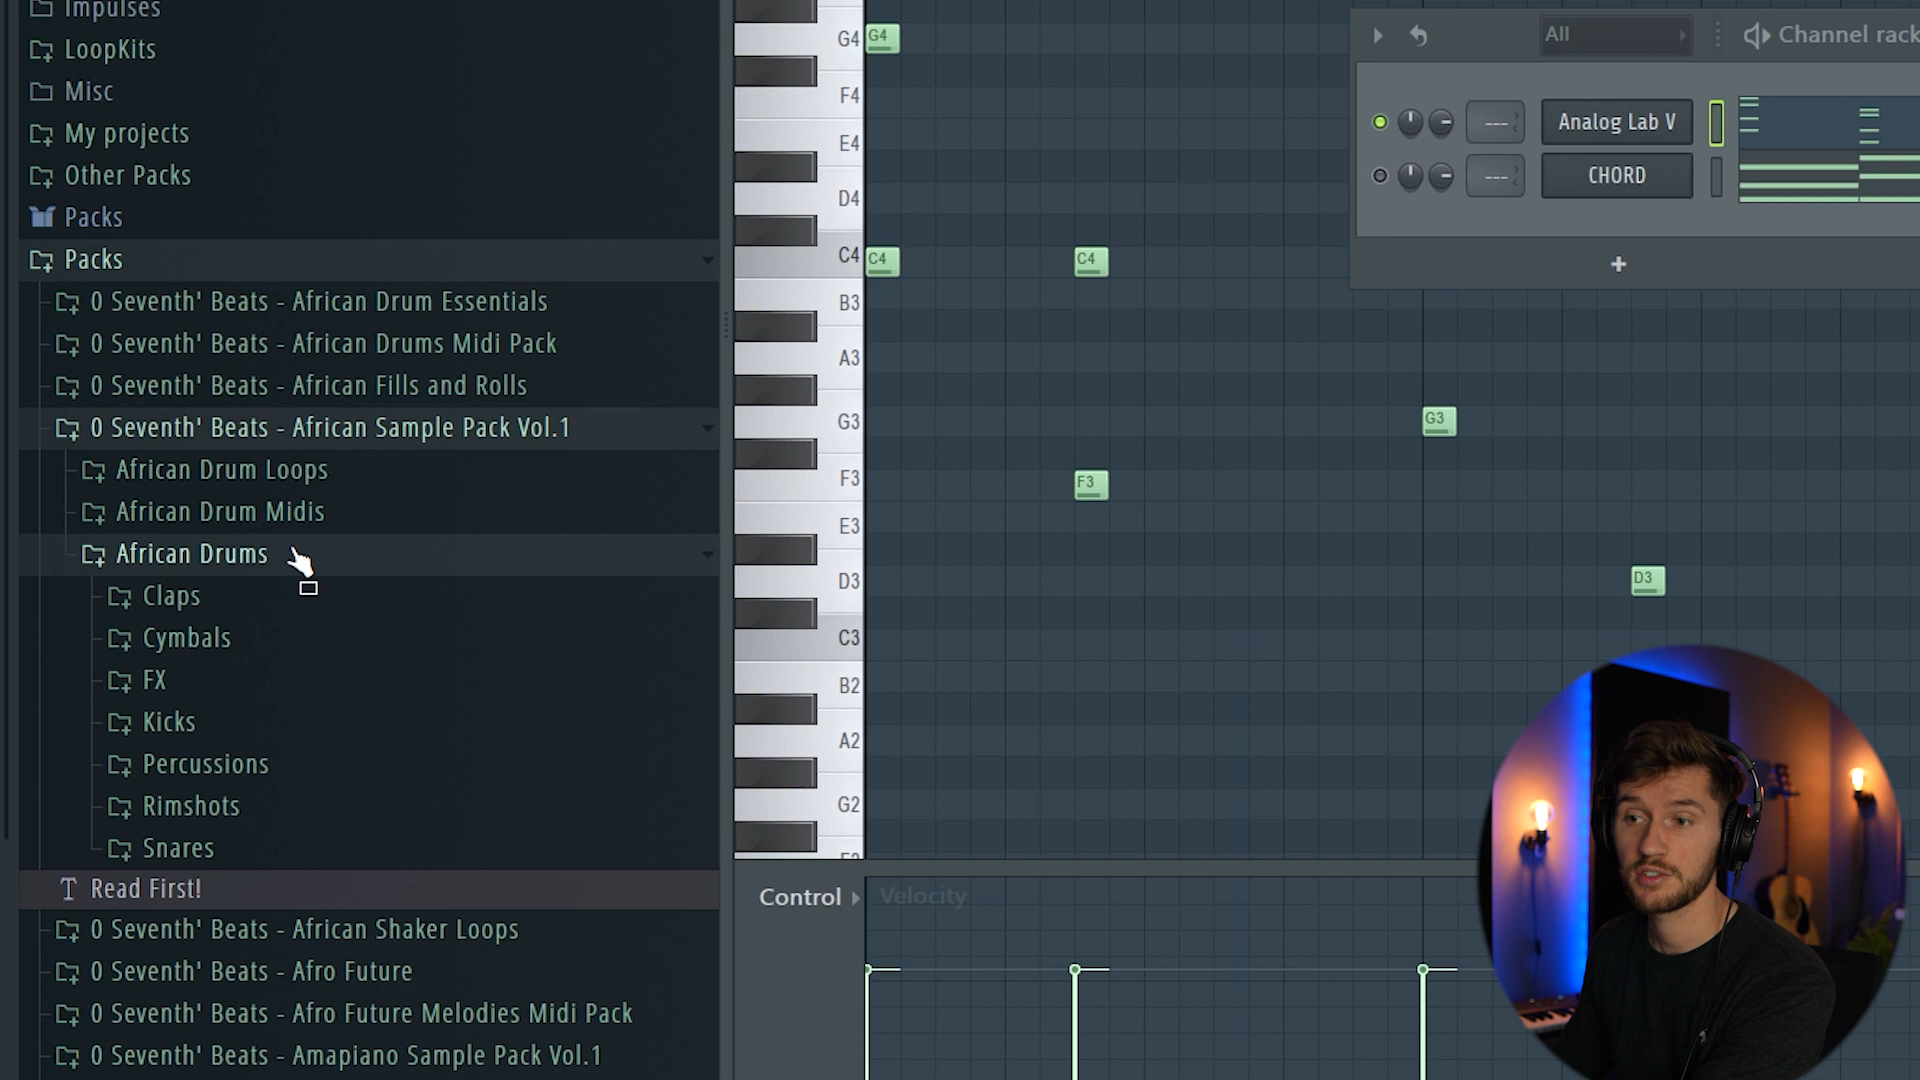 Impulses
LoopKits
Misc
My projects
Other Packs
Packs
Packs
0 Seventh' Beats - African Drum Essentials
0 Seventh' Beats - African Drums Midi Pack
0 Seventh' Beats - African Fills and Rolls
0 Seventh' Beats - African Sample Pack Vol.1
African Drum Loops
African Drum Midis
African Drums
Claps
Cymbals
FX
Kicks
Percussions
Rimshots
Snares
Read First!
0 Seventh' Beats - African Shaker Loops
0 Seventh' Beats - Afro Future
0 Seventh' Beats - Afro Future Melodies Midi Pack
0 Seventh' Beats - Amapiano Sample Pack Vol.1
G4 G4
F4
E4
D4
C4 C4 C4
B3
A3
G3 G3
F3 F3
E3
D3 D3
C3
B2
A2
G2
Control Velocity
All Channel rack
--- Analog Lab V
--- CHORD
+